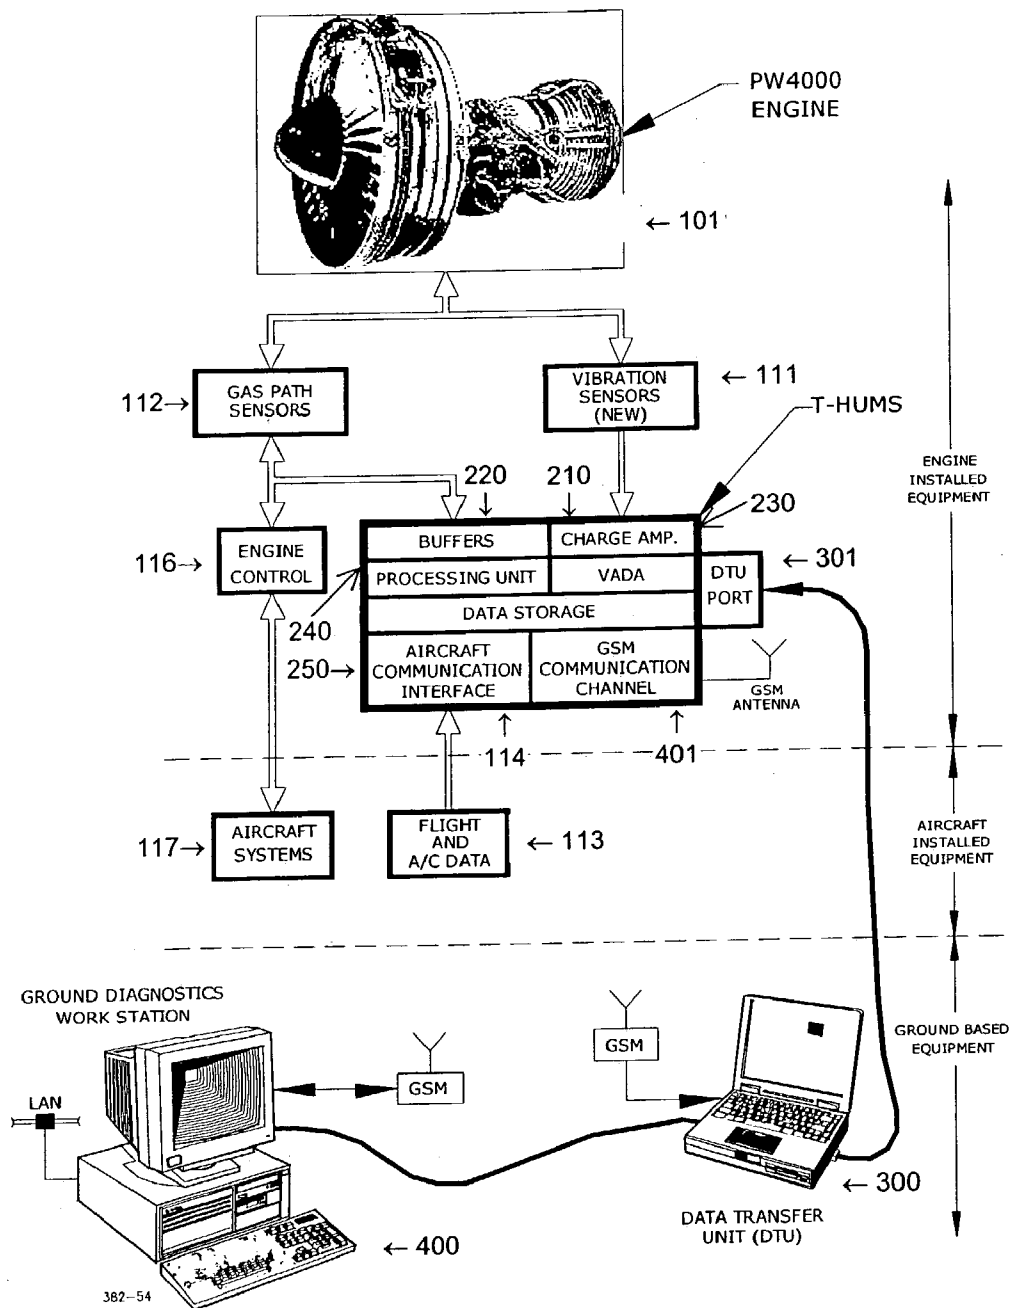 PW4000
ENGINE
← 101
112→
GAS PATH
SENSORS
VIBRATION
SENSORS
(NEW)
← 111
T-HUMS
ENGINE
INSTALLED
EQUIPMENT
220
↓
210
↓
230
116→
ENGINE
CONTROL
BUFFERS
CHARGE AMP.
PROCESSING UNIT
VADA
DATA STORAGE
DTU
PORT
← 301
240
250→
AIRCRAFT
COMMUNICATION
INTERFACE
GSM
COMMUNICATION
CHANNEL
GSM
ANTENNA
↑
114
↑
401
117→
AIRCRAFT
SYSTEMS
FLIGHT
AND
A/C DATA
← 113
AIRCRAFT
INSTALLED
EQUIPMENT
GROUND DIAGNOSTICS
WORK STATION
GSM
GSM
GROUND BASED
EQUIPMENT
LAN
← 300
DATA TRANSFER
UNIT (DTU)
← 400
382-54